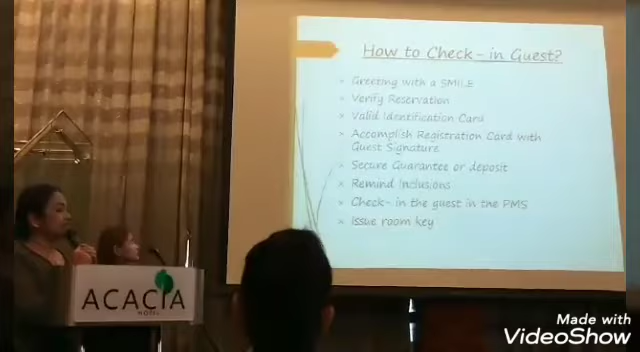 How to Check-in Guest?
Greeting with a SMILE
Verify Reservation
Valid Identification Card
Accomplish Registration Card with
Guest Signature
Secure Guarantee or deposit
Remind Inclusions
Check-in the guest in the PMS
Issue room key
ACACIA
HOTEL
Made with
VideoShow